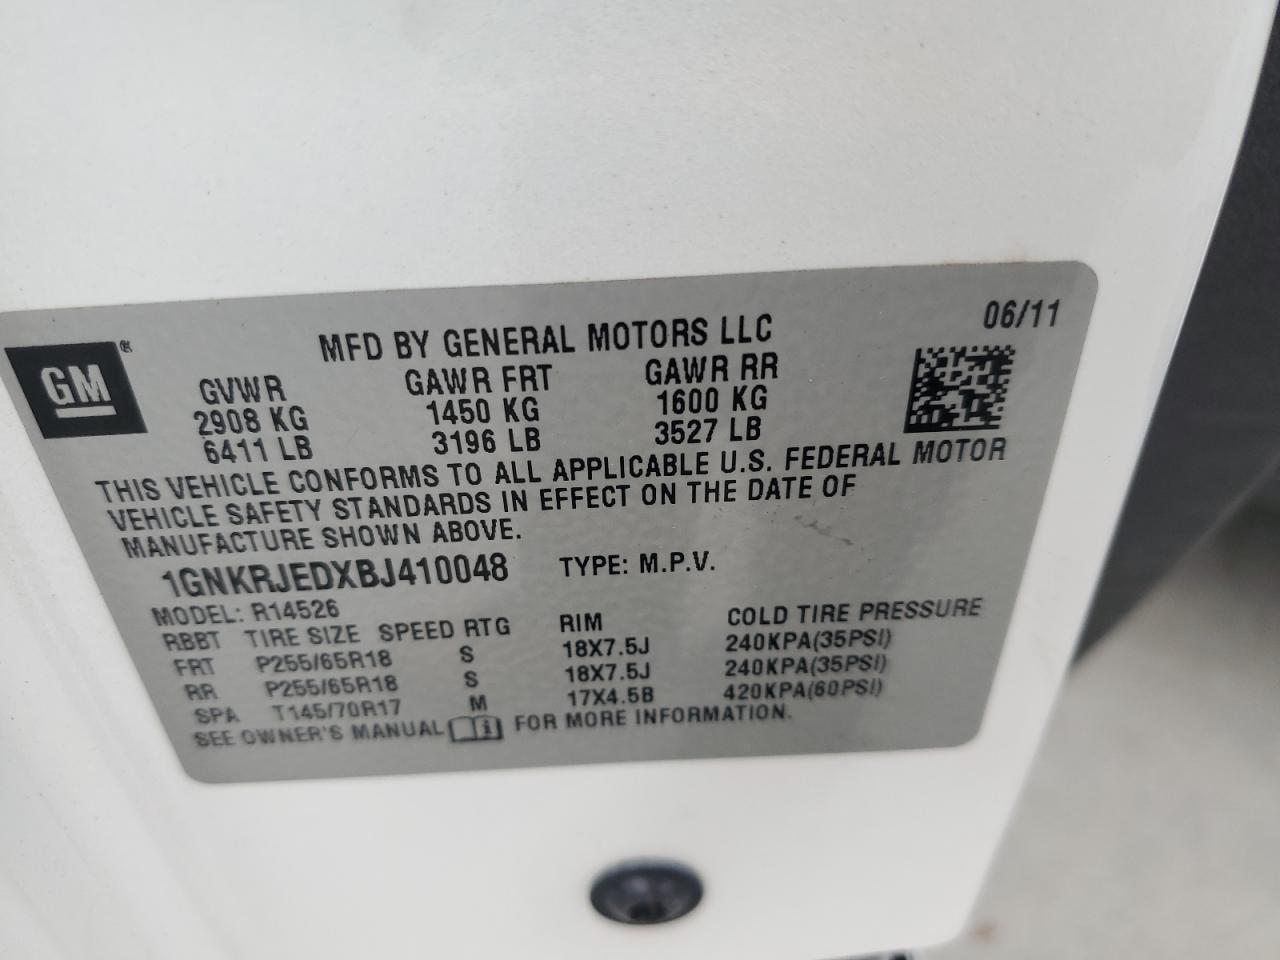 06/11
GM®
MFD BY GENERAL MOTORS LLC
GVWR GAWR FRT GAWR RR
2908 KG 1450 KG 1600 KG
6411 LB 3196 LB 3527 LB
THIS VEHICLE CONFORMS TO ALL APPLICABLE U.S. FEDERAL MOTOR
VEHICLE SAFETY STANDARDS IN EFFECT ON THE DATE OF
MANUFACTURE SHOWN ABOVE.
1GNKRJEDXBJ410048 TYPE: M.P.V.
MODEL: R14526
RBBT TIRE SIZE SPEED RTG RIM COLD TIRE PRESSURE
FRT P255/65R18 S 18X7.5J 240KPA(35PSI)
RR P255/65R18 S 18X7.5J 240KPA(35PSI)
SPA T145/70R17 M 17X4.5B 420KPA(60PSI)
SEE OWNER'S MANUAL FOR MORE INFORMATION.